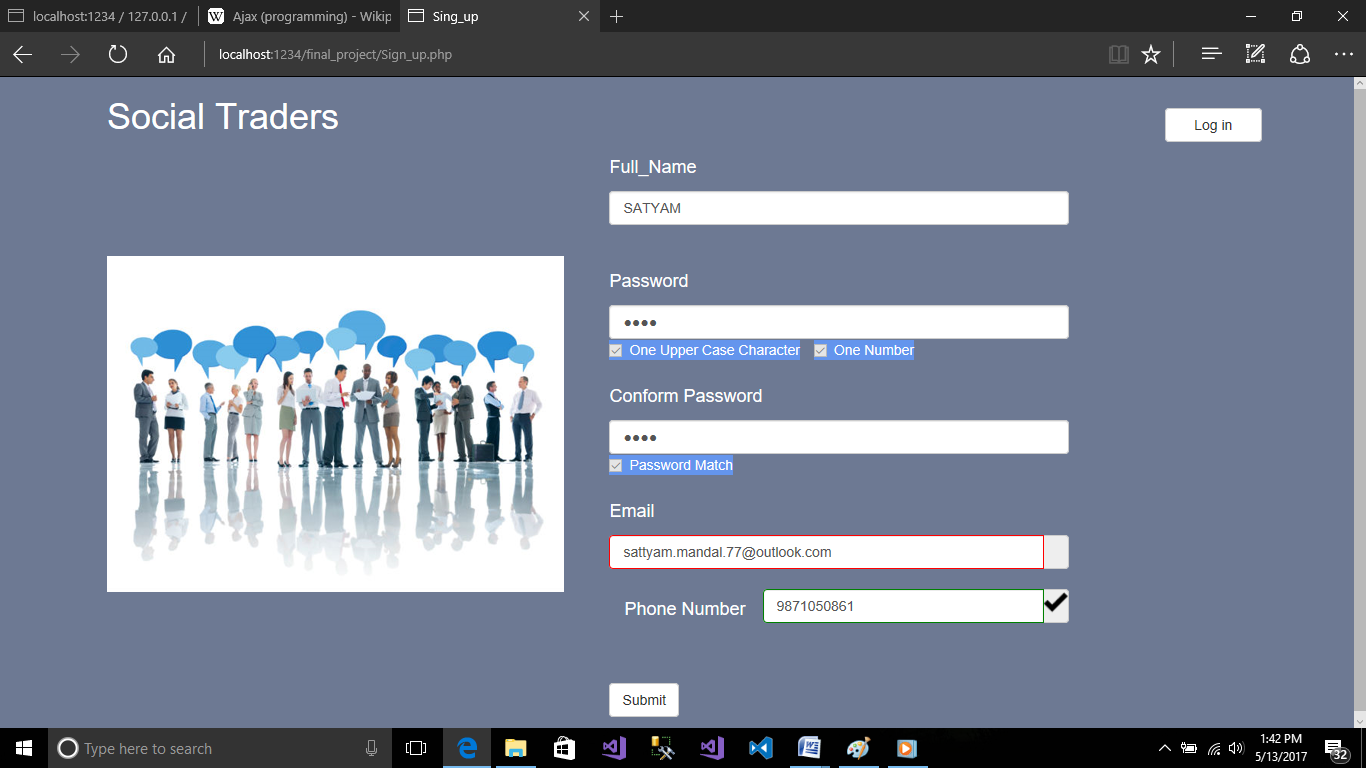 localhost:1234 / 127.0.0.1 /
Ajax (programming) - Wikip
Sing_up
localhost:1234/final_project/Sign_up.php
Social Traders
Log in
Full_Name
SATYAM
Password
One Upper Case Character
One Number
Conform Password
Password Match
Email
sattyam.mandal.77@outlook.com
Phone Number
9871050861
Submit
Type here to search
1:42 PM
5/13/2017
32